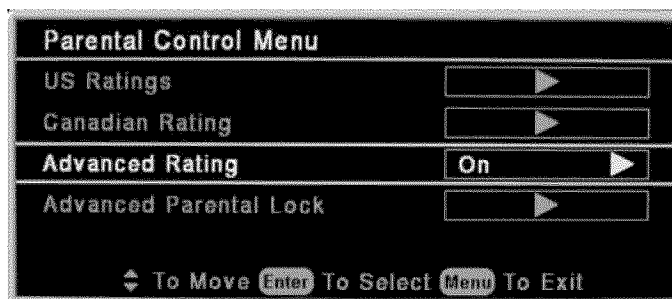 Parental Control Menu
US Ratings
Canadian Rating
Advanced Rating On
Advanced Parental Lock
To Move Enter To Select Menu To Exit